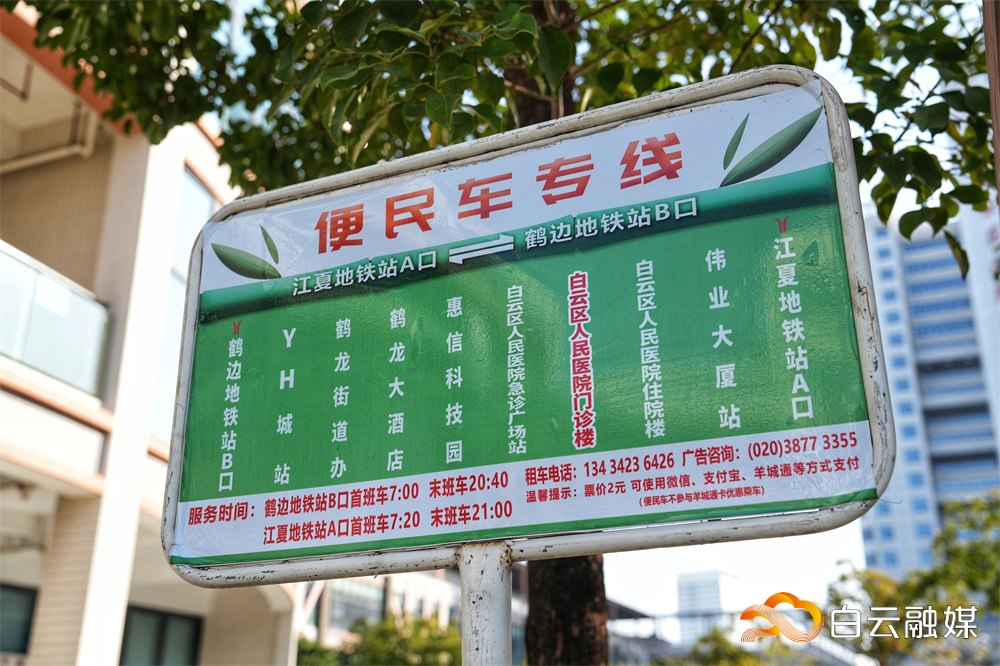 便民车专线
江夏地铁站A口 鹤边地铁站B口
鹤边地铁站B口
YH城站
鹤龙街道办
鹤龙大酒店
惠信科技园
白云区人民医院急诊广场站
白云区人民医院门诊楼
白云区人民医院住院楼
伟业大厦站
江夏地铁站A口
服务时间：鹤边地铁站B口首班车7:00 末班车20:40
江夏地铁站A口首班车7:20 末班车21:00
租车电话：134 3423 6426 广告咨询：(020)3877 3355
温馨提示：票价2元 可使用微信、支付宝、羊城通等方式支付
（便民车不参与羊城通卡优惠乘车）
白云融媒